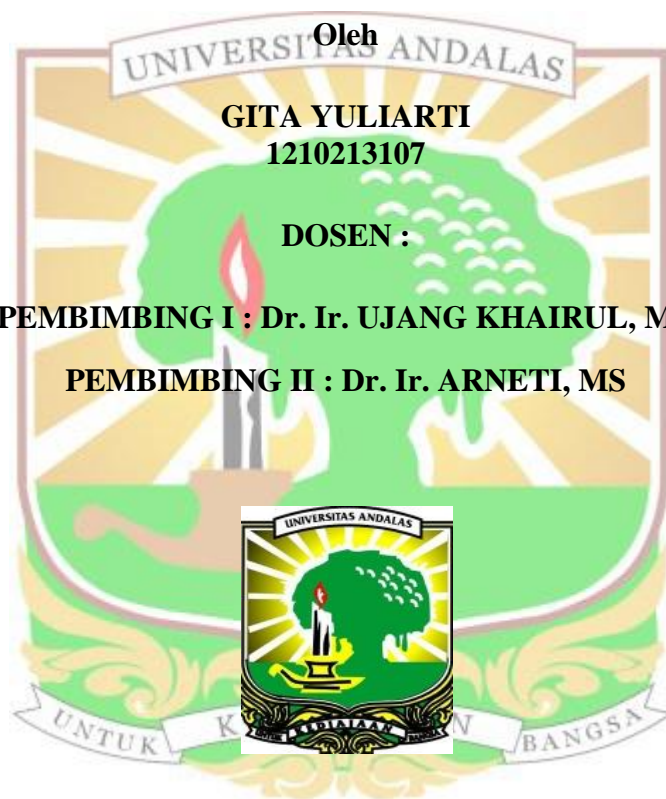 Oleh
UNIVERSITAS ANDALAS
GITA YULIARTI
1210213107
DOSEN :
PEMBIMBING I : Dr. Ir. UJANG KHAIRUL, M
PEMBIMBING II : Dr. Ir. ARNETI, MS
UNIVERSITAS ANDALAS
KEDJAJAAN
UNTUK K N BANGSA